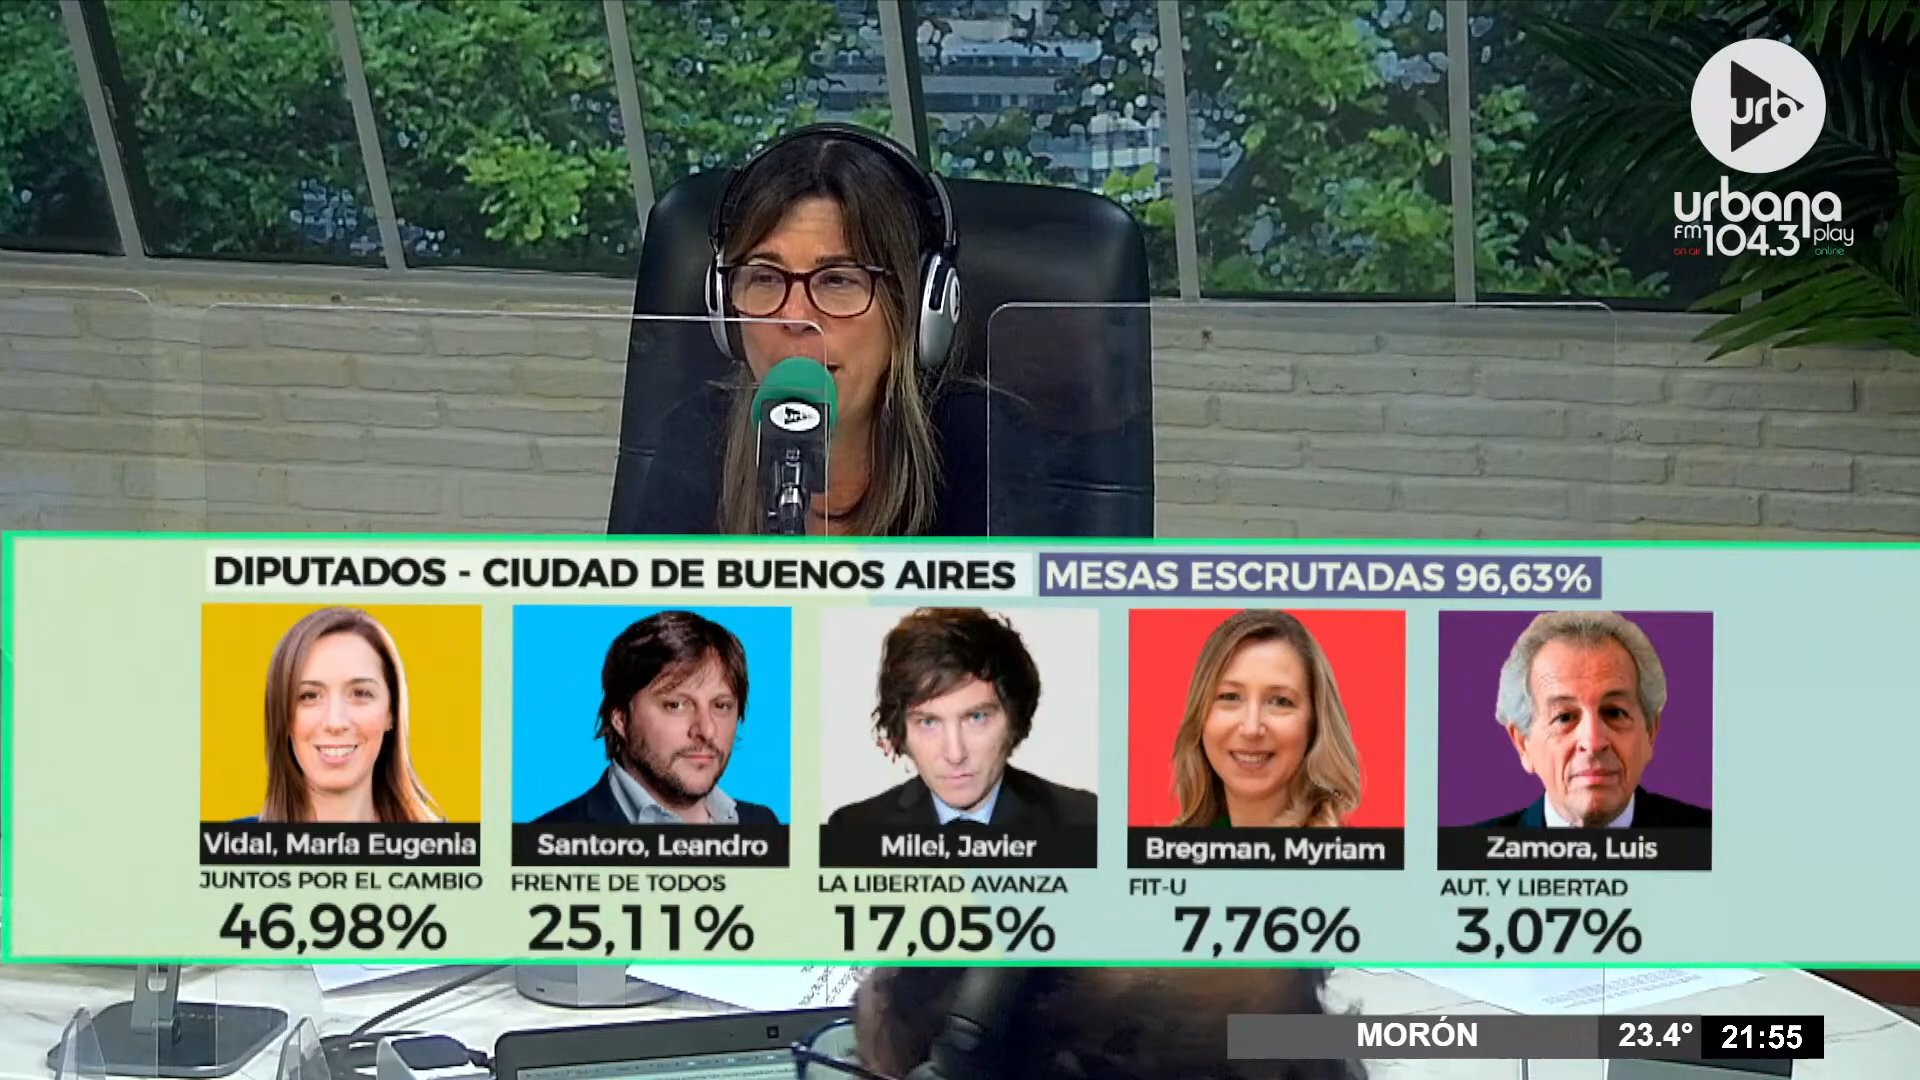 urb
urbana
FM 104.3 play
on air online
urb
DIPUTADOS - CIUDAD DE BUENOS AIRES MESAS ESCRUTADAS 96,63%
Vidal, María Eugenia Santoro, Leandro Milei, Javier Bregman, Myriam Zamora, Luis
JUNTOS POR EL CAMBIO FRENTE DE TODOS LA LIBERTAD AVANZA FIT-U AUT. Y LIBERTAD
46,98% 25,11% 17,05% 7,76% 3,07%
MORÓN 23.4° 21:55